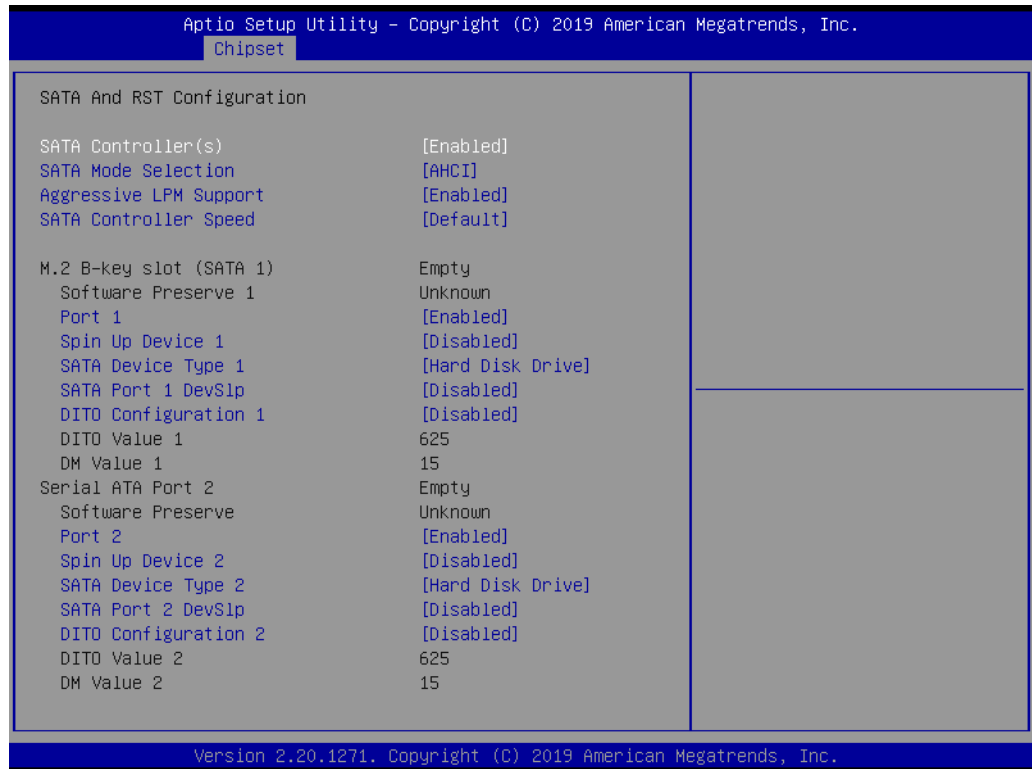 Aptio Setup Utility – Copyright (C) 2019 American Megatrends, Inc.
Chipset
SATA And RST Configuration
SATA Controller(s) [Enabled]
SATA Mode Selection [AHCI]
Aggressive LPM Support [Enabled]
SATA Controller Speed [Default]
M.2 B-key slot (SATA 1) Empty
Software Preserve 1 Unknown
Port 1 [Enabled]
Spin Up Device 1 [Disabled]
SATA Device Type 1 [Hard Disk Drive]
SATA Port 1 DevSlp [Disabled]
DITO Configuration 1 [Disabled]
DITO Value 1 625
DM Value 1 15
Serial ATA Port 2 Empty
Software Preserve Unknown
Port 2 [Enabled]
Spin Up Device 2 [Disabled]
SATA Device Type 2 [Hard Disk Drive]
SATA Port 2 DevSlp [Disabled]
DITO Configuration 2 [Disabled]
DITO Value 2 625
DM Value 2 15
Version 2.20.1271. Copyright (C) 2019 American Megatrends, Inc.